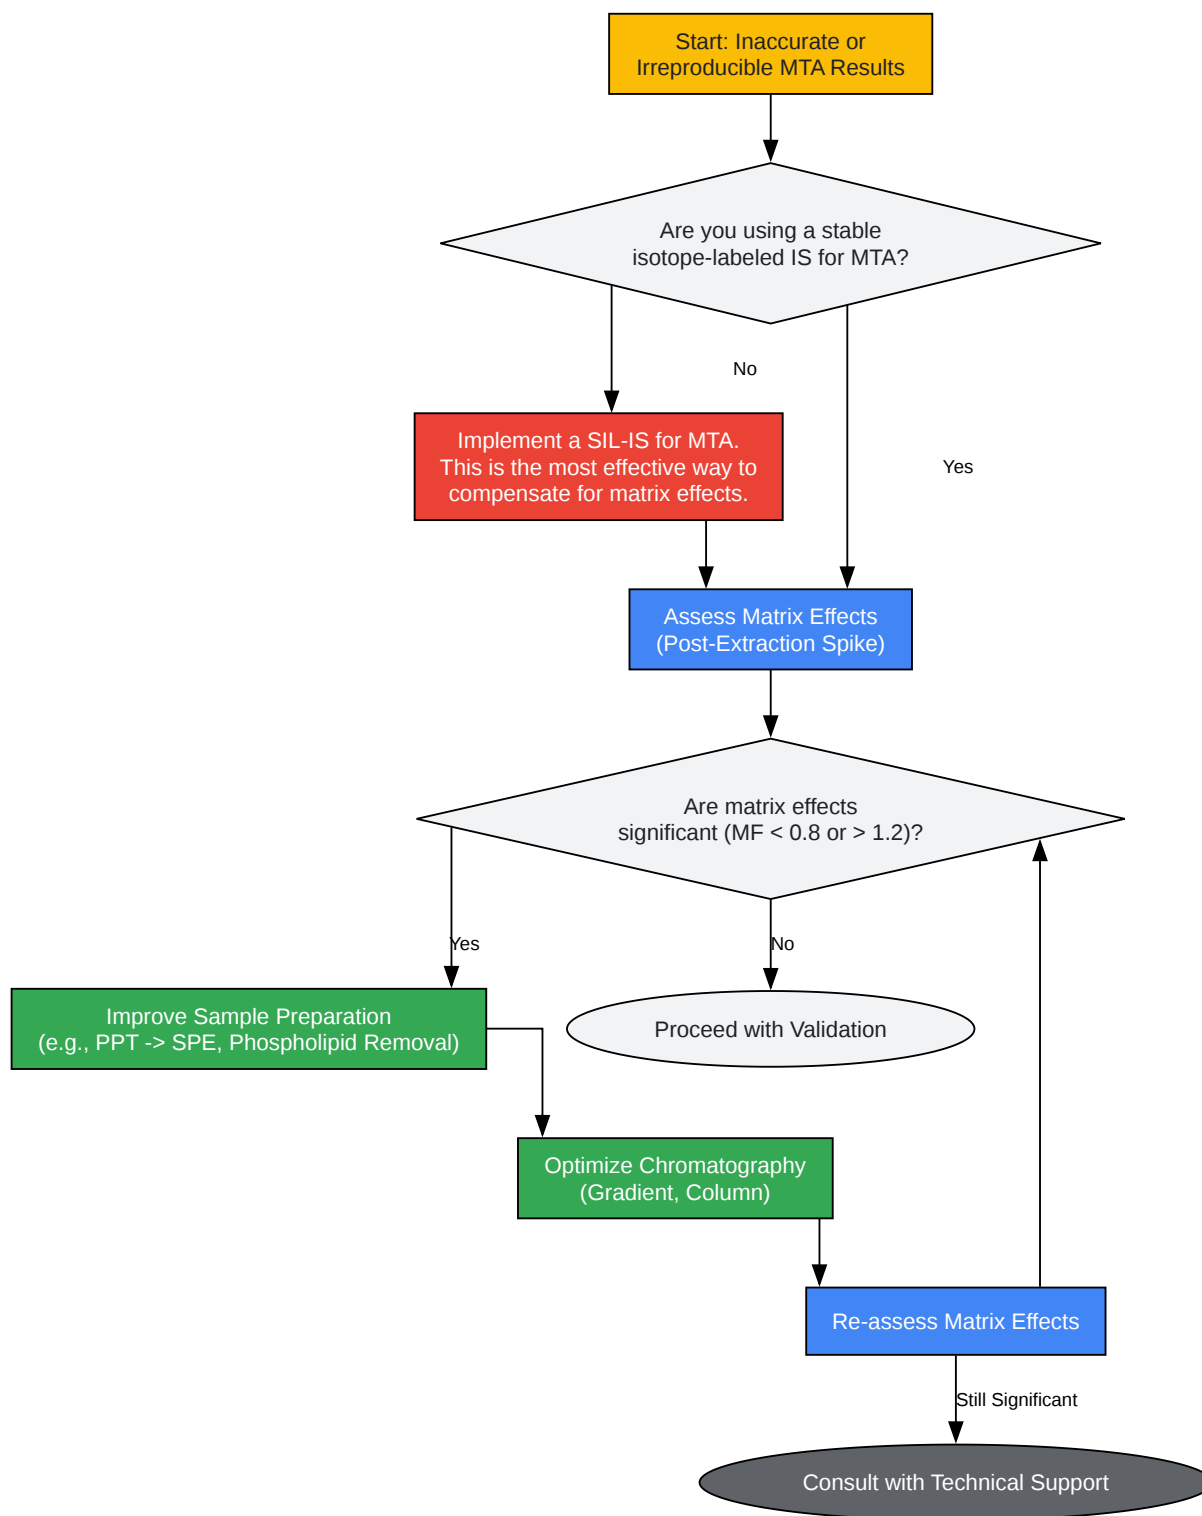 Start: Inaccurate or
Irreproducible MTA Results
Are you using a stable
isotope-labeled IS for MTA?
No
Implement a SIL-IS for MTA.
This is the most effective way to
compensate for matrix effects.
Yes
Assess Matrix Effects
(Post-Extraction Spike)
Are matrix effects
significant (MF < 0.8 or > 1.2)?
Yes
No
Improve Sample Preparation
(e.g., PPT -> SPE, Phospholipid Removal)
Proceed with Validation
Optimize Chromatography
(Gradient, Column)
Re-assess Matrix Effects
Still Significant
Consult with Technical Support